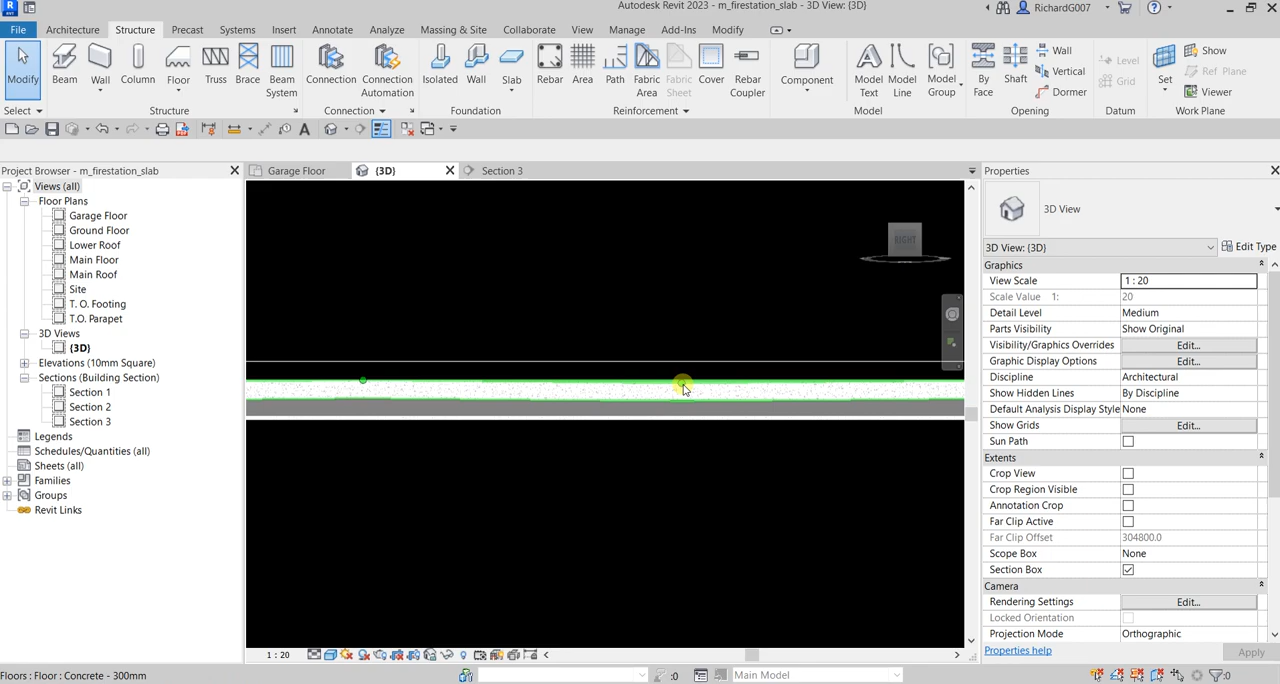 Autodesk Revit 2023 - m_firestation_slab - 3D View: {3D}
RichardG007
File
Architecture
Structure
Precast
Systems
Insert
Annotate
Analyze
Massing & Site
Collaborate
View
Manage
Add-Ins
Modify
Modify
Beam
Wall
Column
Floor
Truss
Brace
Beam
System
Connection
Connection
Automation
Isolated
Wall
Slab
Rebar
Area
Path
Fabric
Area
Fabric
Sheet
Cover
Rebar
Coupler
Component
Model
Text
Model
Line
Model
Group
By
Face
Shaft
Wall
Vertical
Dormer
Level
Grid
Set
Show
Ref Plane
Viewer
Select
Structure
Connection
Foundation
Reinforcement
Model
Opening
Datum
Work Plane
Project Browser - m_firestation_slab
Garage Floor
{3D}
Section 3
Properties
Views (all)
Floor Plans
Garage Floor
Ground Floor
Lower Roof
Main Floor
Main Roof
Site
T. O. Footing
T.O. Parapet
3D Views
{3D}
Elevations (10mm Square)
Sections (Building Section)
Section 1
Section 2
Section 3
Legends
Schedules/Quantities (all)
Sheets (all)
Families
Groups
Revit Links
RIGHT
3D View
3D View: {3D}
Edit Type
Graphics
View Scale 1 : 20
Scale Value 1: 20
Detail Level Medium
Parts Visibility Show Original
Visibility/Graphics Overrides Edit...
Graphic Display Options Edit...
Discipline Architectural
Show Hidden Lines By Discipline
Default Analysis Display Style None
Show Grids Edit...
Sun Path
Extents
Crop View
Crop Region Visible
Annotation Crop
Far Clip Active
Far Clip Offset 304800.0
Scope Box None
Section Box
Camera
Rendering Settings Edit...
Locked Orientation
Projection Mode Orthographic
Properties help
Apply
1 : 20
Floors : Floor : Concrete - 300mm
:0
Main Model
:0